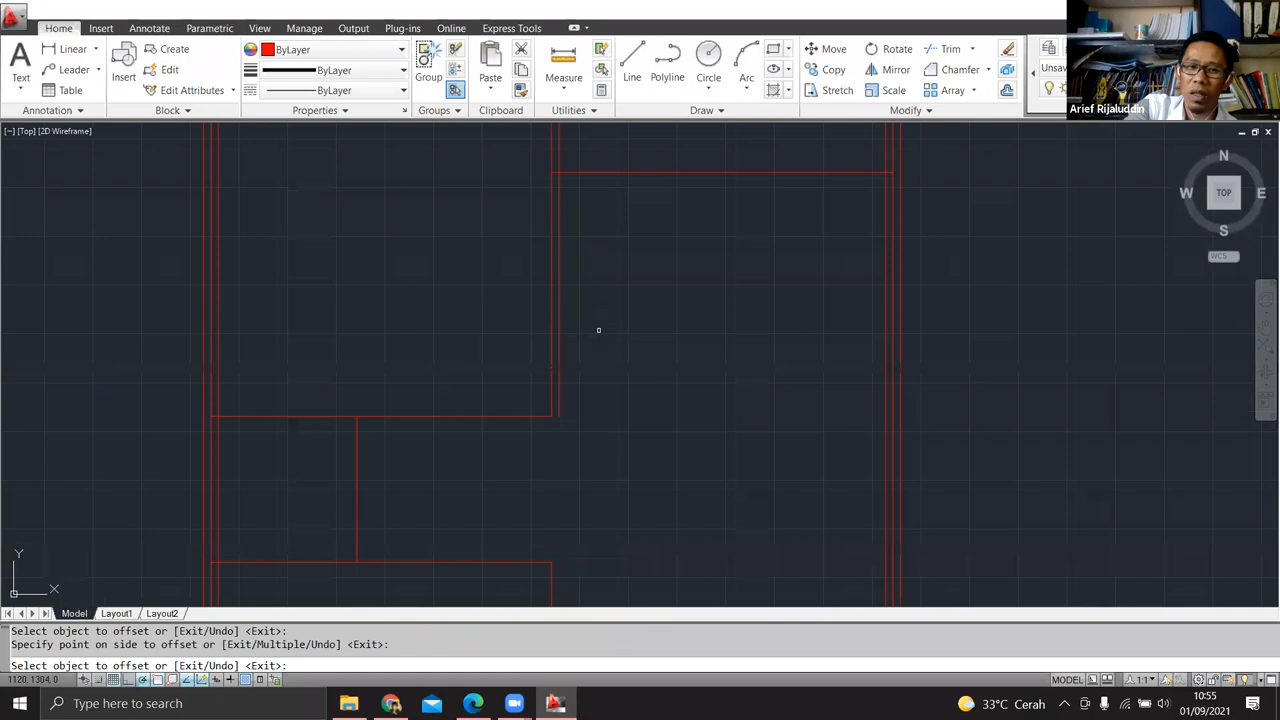 Home Insert Annotate Parametric View Manage Output Plug-ins Online Express Tools
A Text Linear Leader Table
Insert Create Edit Edit Attributes
ByLayer
ByLayer
ByLayer
Group Paste Measure
Line Polyline Circle Arc
Move Rotate Trim
Copy Mirror Chamfer
Stretch Scale Array
Unsav
Annotation Block Properties Groups Clipboard Utilities Draw Modify
Arief Rijaluddin
[−] [Top] [2D Wireframe]
N
W TOP E
S
WCS
Y
X
Model Layout1 Layout2
Select object to offset or [Exit/Undo] <Exit>:
Specify point on side to offset or [Exit/Multiple/Undo] <Exit>:
Select object to offset or [Exit/Undo] <Exit>:
1120, 1304, 0 MODEL 1:1
Type here to search 33°C Cerah 10:55
01/09/2021